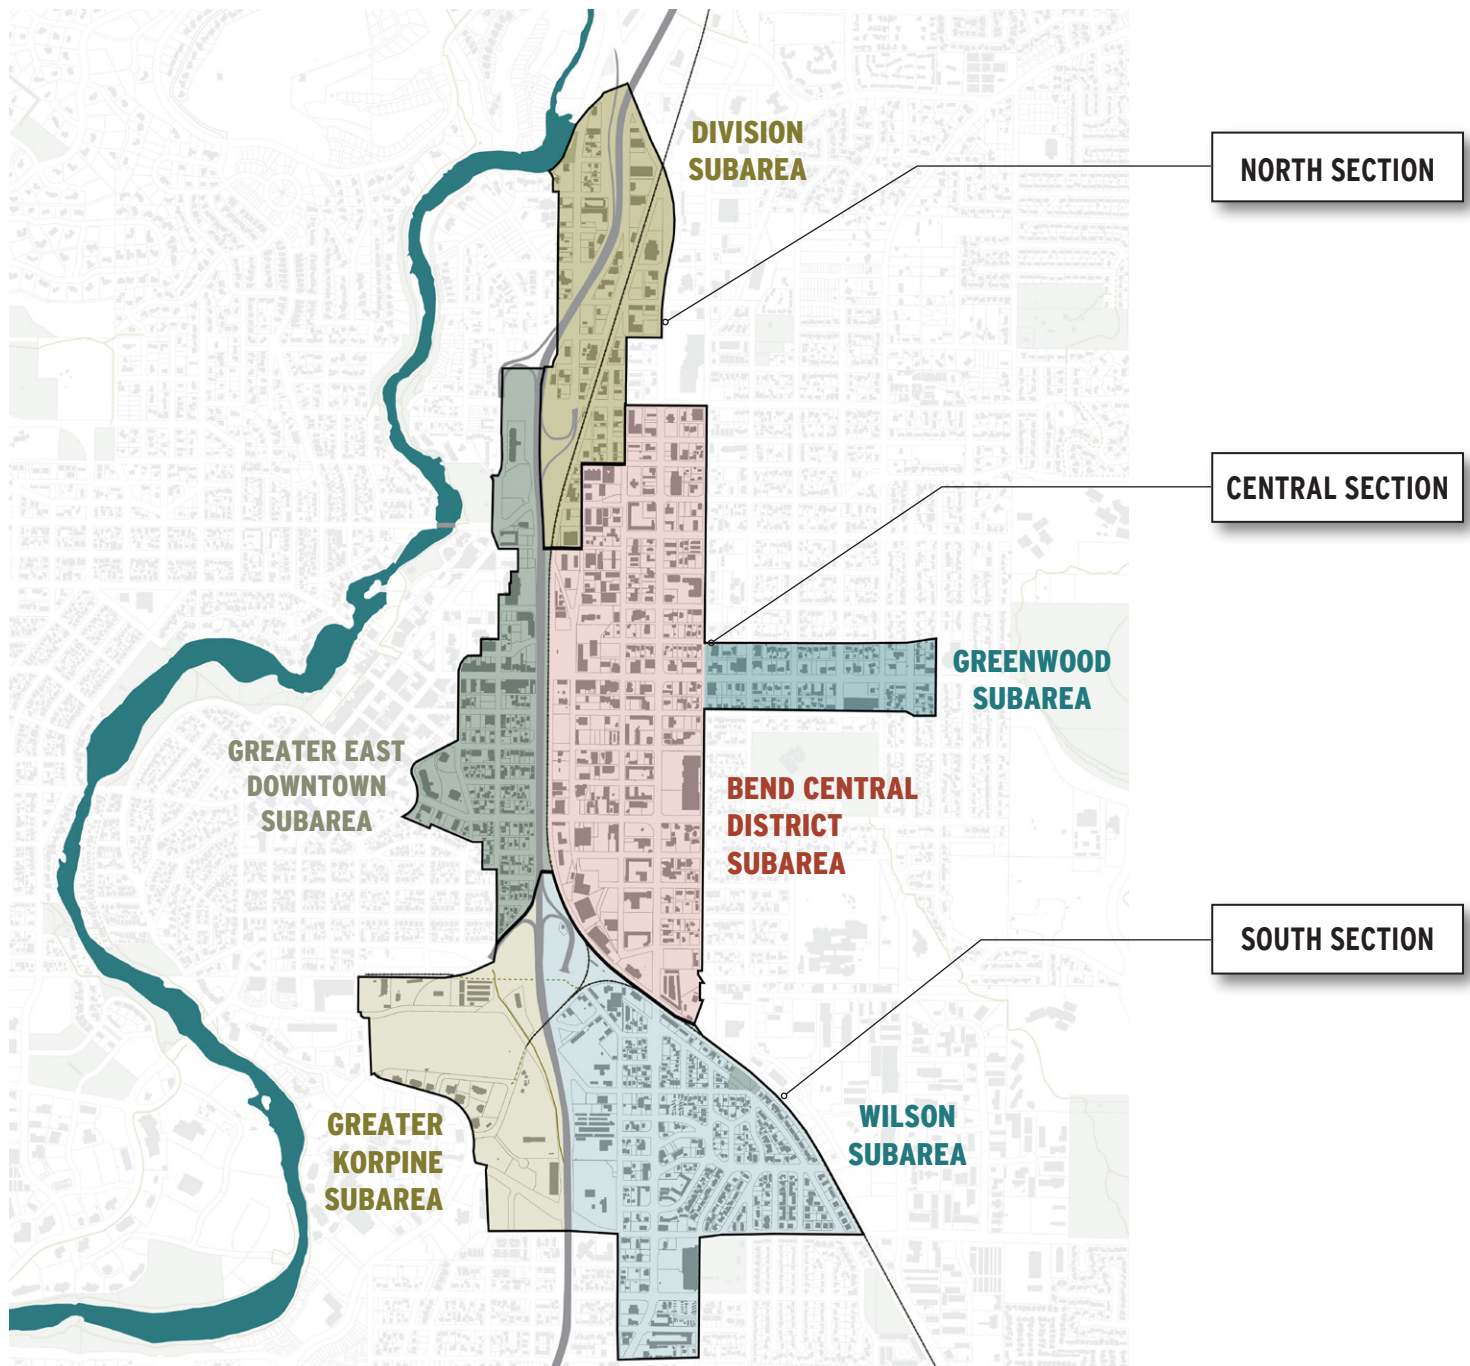 DIVISION
SUBAREA
NORTH SECTION
CENTRAL SECTION
GREENWOOD
SUBAREA
GREATER EAST
DOWNTOWN
SUBAREA
BEND CENTRAL
DISTRICT
SUBAREA
SOUTH SECTION
GREATER
KORPINE
SUBAREA
WILSON
SUBAREA